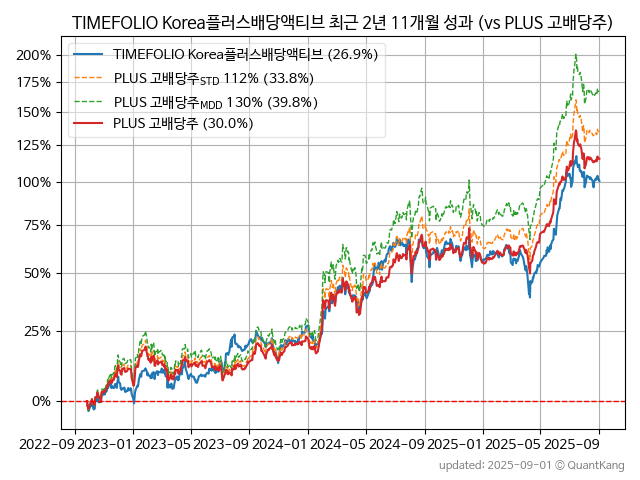 TIMEFOLIO Korea플러스배당액티브 최근 2년 11개월 성과 (vs PLUS 고배당주)
TIMEFOLIO Korea플러스배당액티브 (26.9%)
PLUS 고배당주STD 112% (33.8%)
PLUS 고배당주MDD 130% (39.8%)
PLUS 고배당주 (30.0%)
200%
175%
150%
125%
100%
75%
50%
25%
0%
2022-09 2023-01 2023-05 2023-09 2024-01 2024-05 2024-09 2025-01 2025-05 2025-09
updated: 2025-09-01 © QuantKang